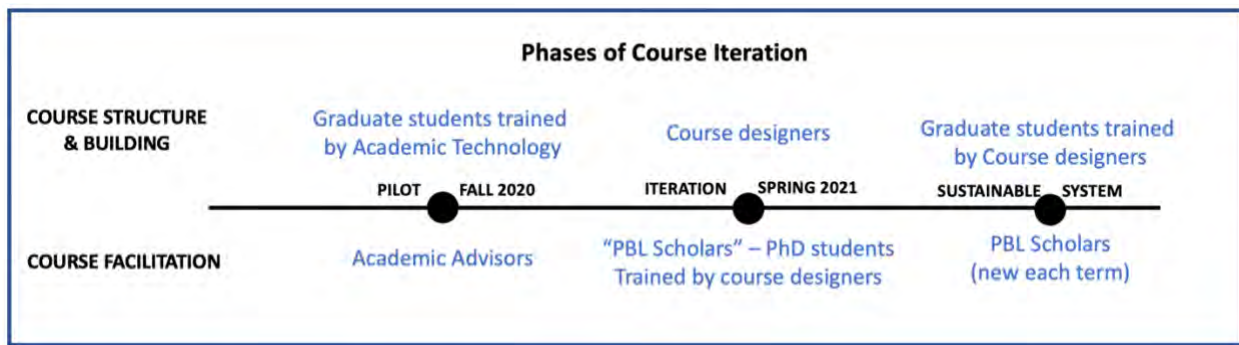 Phases of Course Iteration
COURSE STRUCTURE
& BUILDING
Graduate students trained
by Academic Technology
Course designers
Graduate students trained
by Course designers
PILOT FALL 2020
ITERATION SPRING 2021
SUSTAINABLE SYSTEM
COURSE FACILITATION
Academic Advisors
“PBL Scholars” – PhD students
Trained by course designers
PBL Scholars
(new each term)